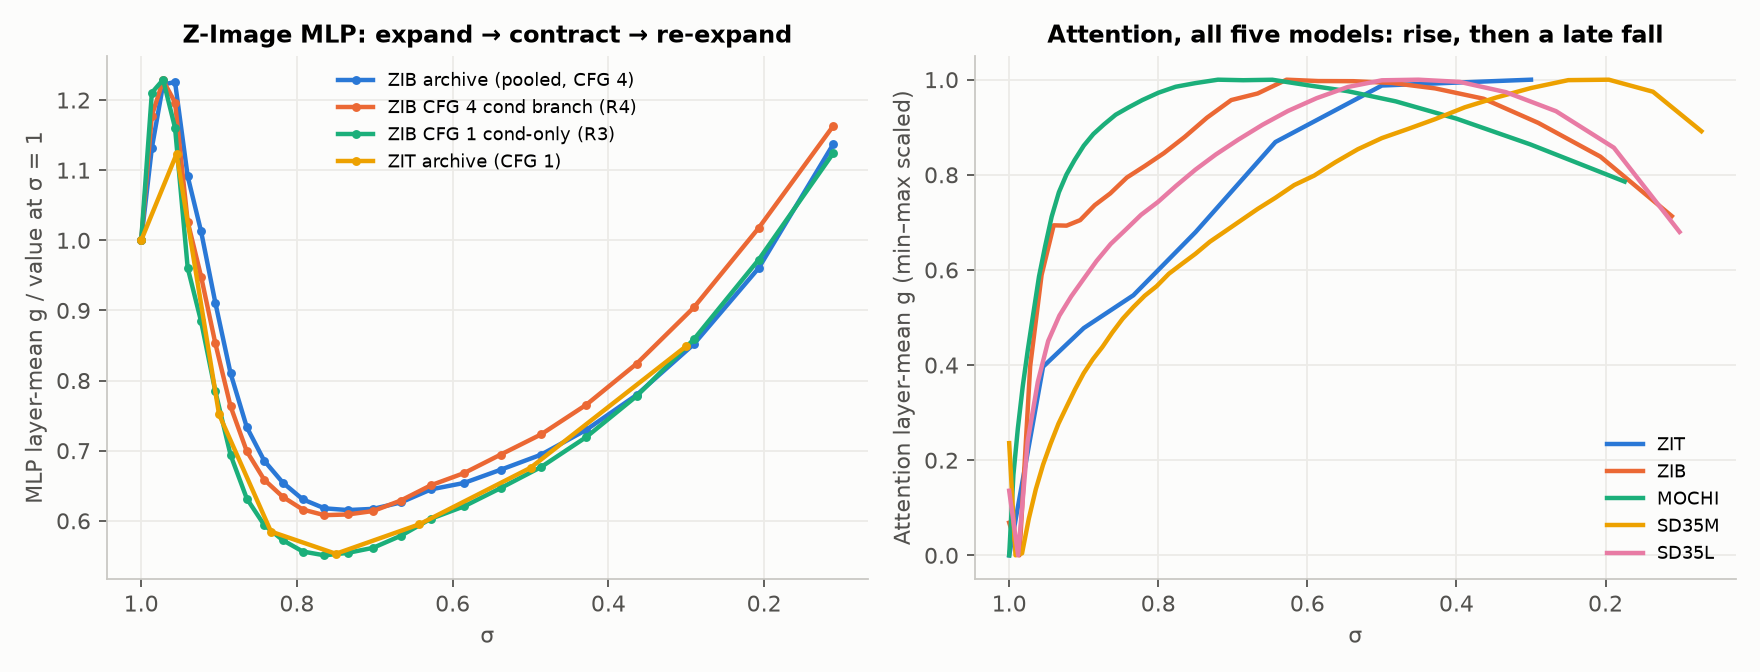 Z-Image MLP: expand → contract → re-expand
MLP layer-mean g / value at σ = 1
1.2
1.1
1.0
0.9
0.8
0.7
0.6
ZIB archive (pooled, CFG 4)
ZIB CFG 4 cond branch (R4)
ZIB CFG 1 cond-only (R3)
ZIT archive (CFG 1)
1.0 0.8 0.6 0.4 0.2
σ
Attention, all five models: rise, then a late fall
Attention layer-mean g (min–max scaled)
1.0
0.8
0.6
0.4
0.2
0.0
ZIT
ZIB
MOCHI
SD35M
SD35L
1.0 0.8 0.6 0.4 0.2
σ